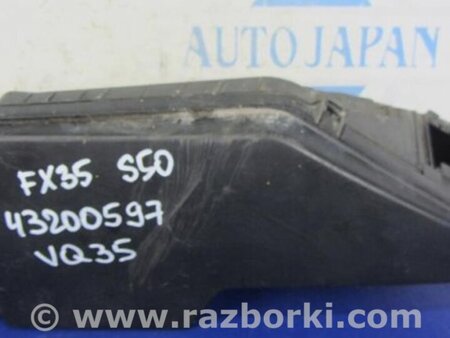 AUTO JAPAN
FX35 S50
43200597
VQ35
© www.razborki.com